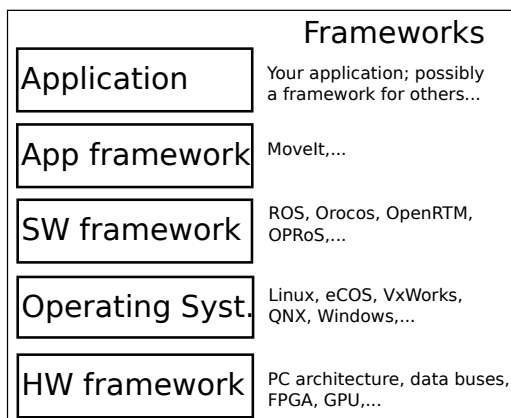 Frameworks
Application
Your application; possibly
a framework for others...
App framework
MoveIt,...
SW framework
ROS, Orocos, OpenRTM,
OPRoS,...
Operating Syst.
Linux, eCOS, VxWorks,
QNX, Windows,...
HW framework
PC architecture, data buses,
FPGA, GPU,...